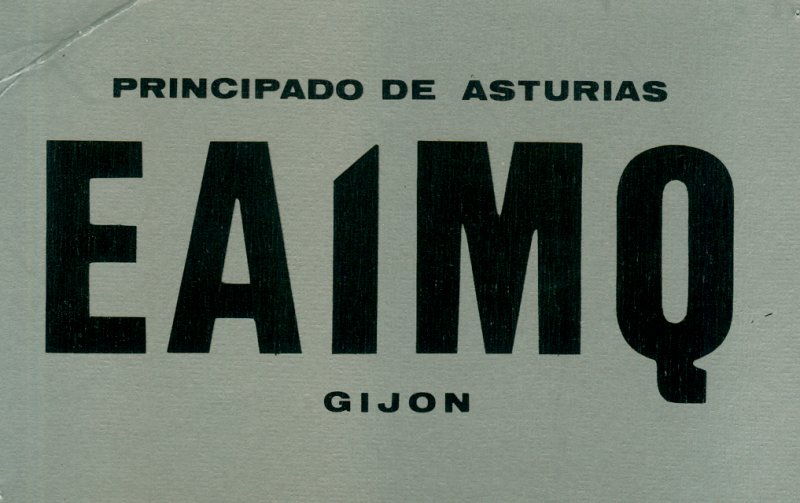 PRINCIPADO DE ASTURIAS
EA1MQ
GIJON